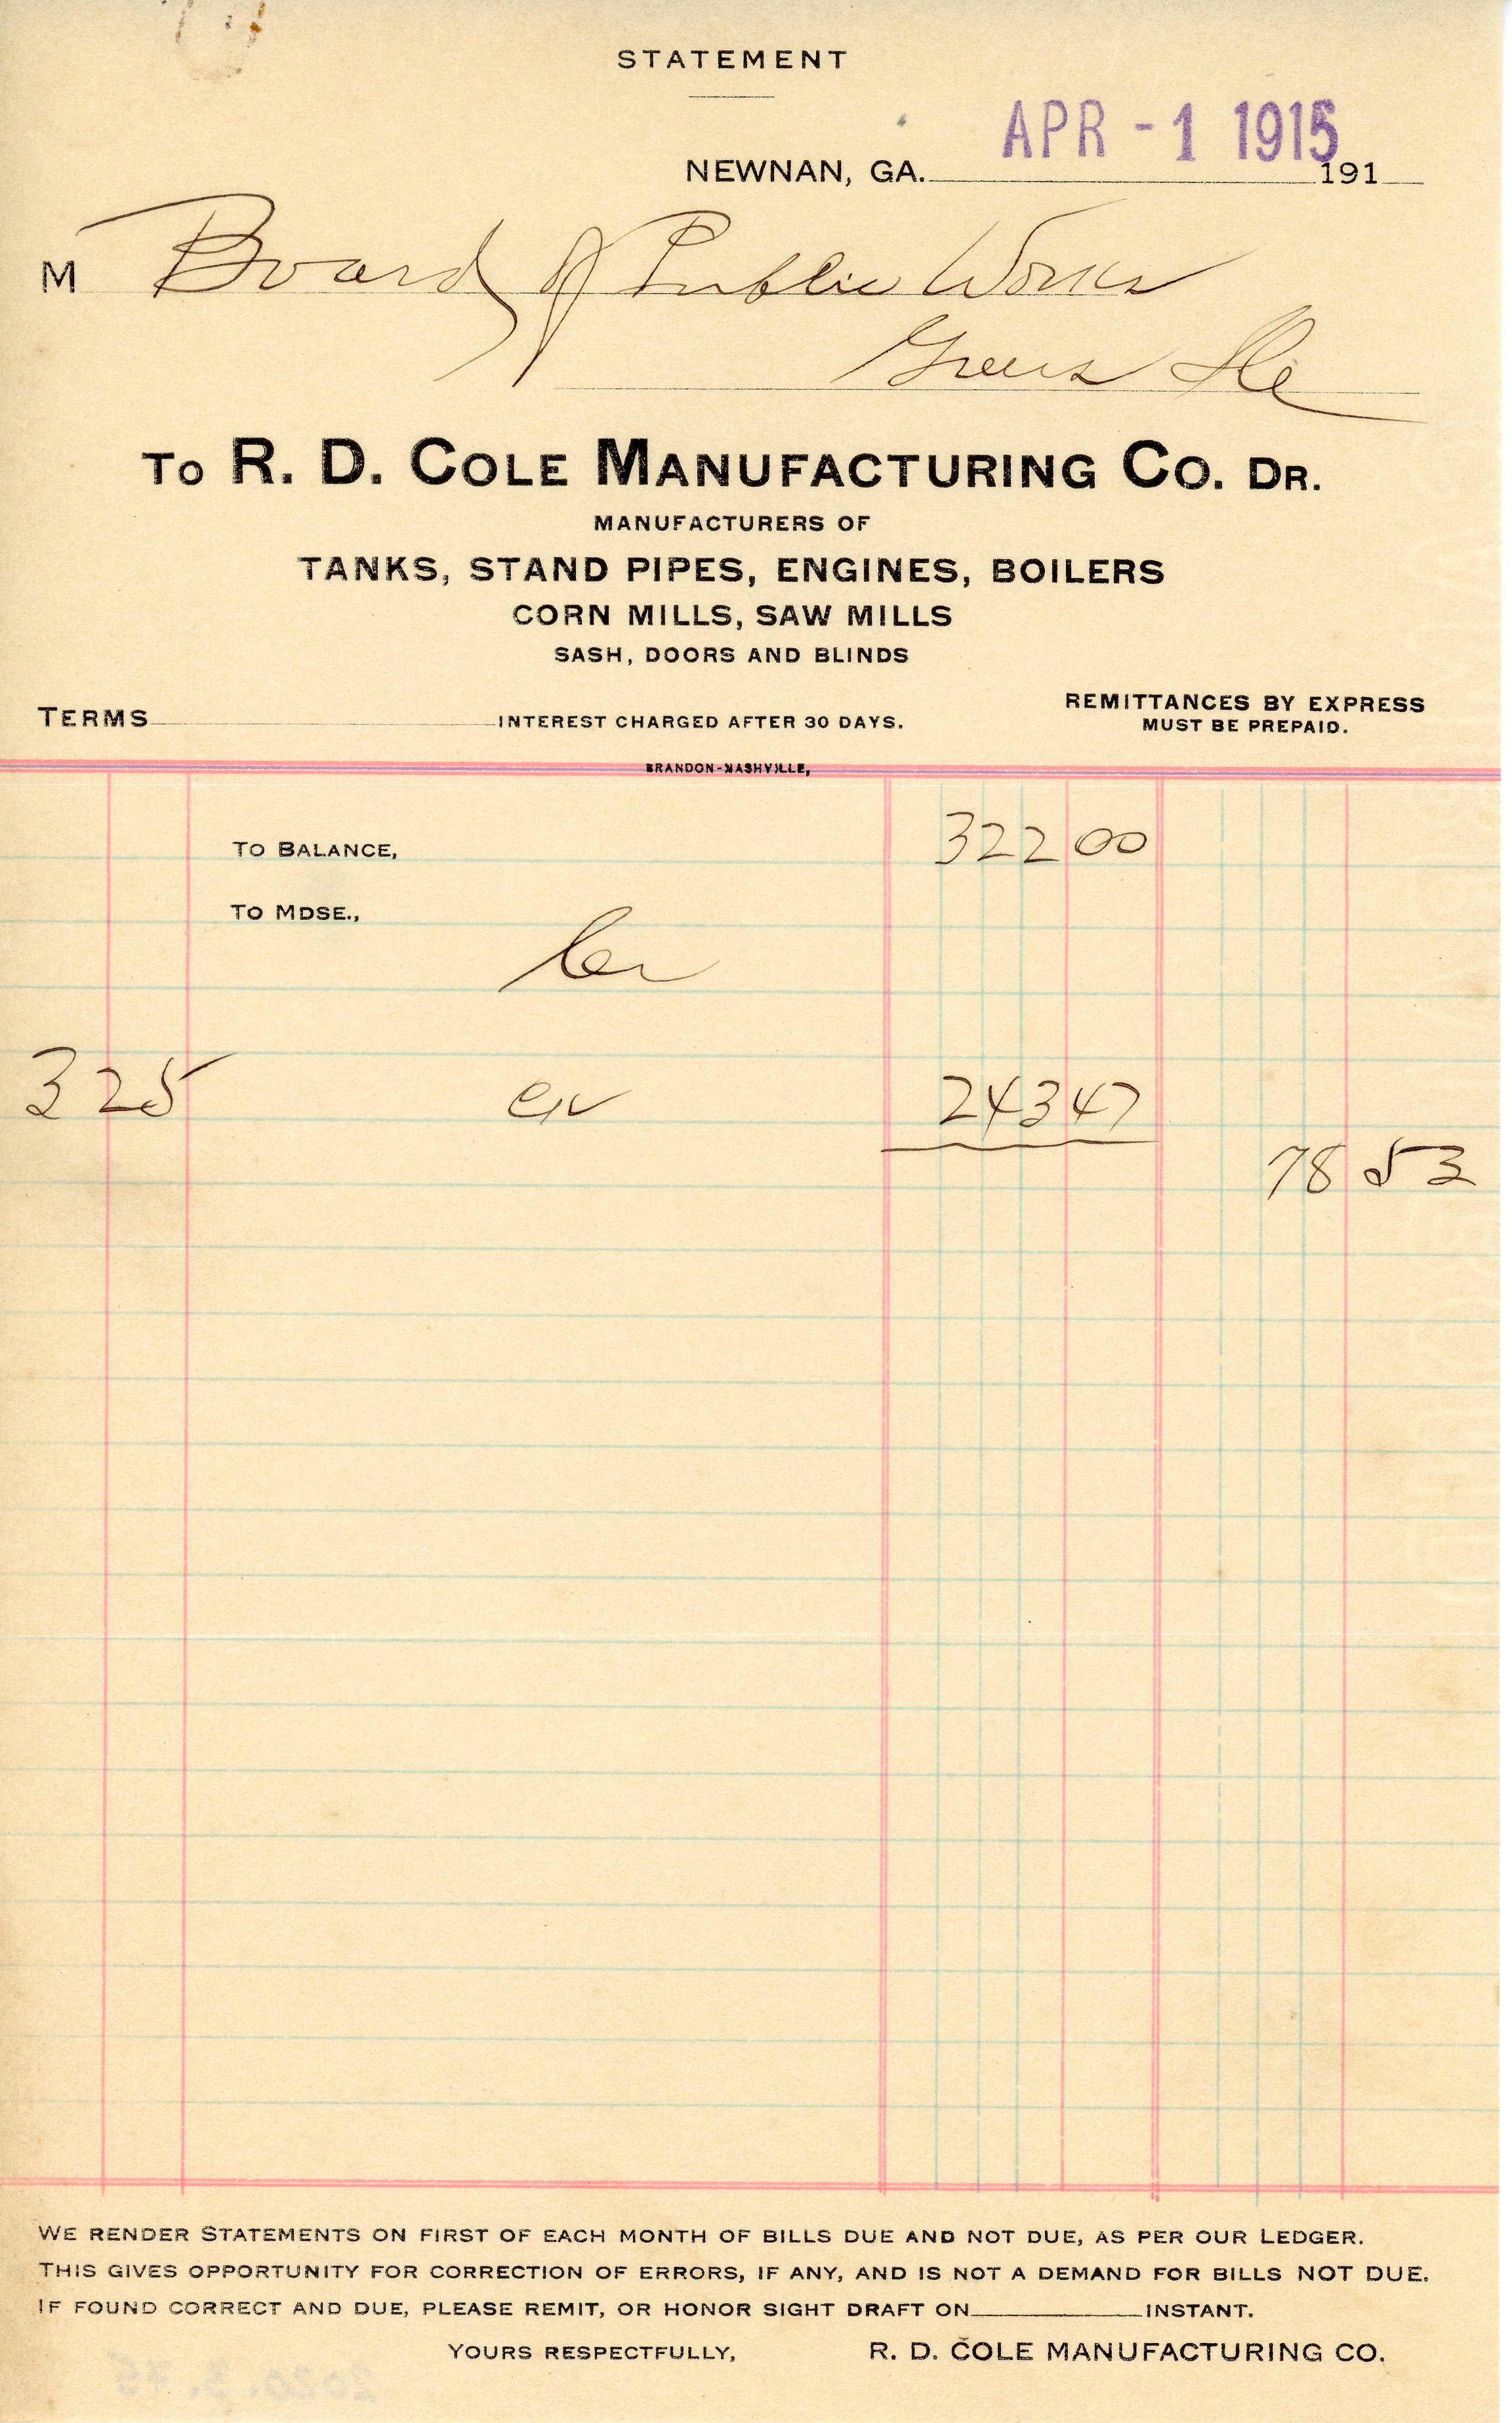 STATEMENT
APR - 1 1915
NEWNAN, GA. 191
M Board of Public Works
Greers
TO R. D. COLE MANUFACTURING CO. DR.
MANUFACTURERS OF
TANKS, STAND PIPES, ENGINES, BOILERS
CORN MILLS, SAW MILLS
SASH, DOORS AND BLINDS
TERMS INTEREST CHARGED AFTER 30 DAYS. REMITTANCES BY EXPRESS
MUST BE PREPAID.
BRANDON-NASHVILLE,
TO BALANCE, 322 00
TO MDSE.,
Cr
3 25 243 47
78 53
WE RENDER STATEMENTS ON FIRST OF EACH MONTH OF BILLS DUE AND NOT DUE, AS PER OUR LEDGER.
THIS GIVES OPPORTUNITY FOR CORRECTION OF ERRORS, IF ANY, AND IS NOT A DEMAND FOR BILLS NOT DUE.
IF FOUND CORRECT AND DUE, PLEASE REMIT, OR HONOR SIGHT DRAFT ON INSTANT.
YOURS RESPECTFULLY, R. D. COLE MANUFACTURING CO.
2020.3.75